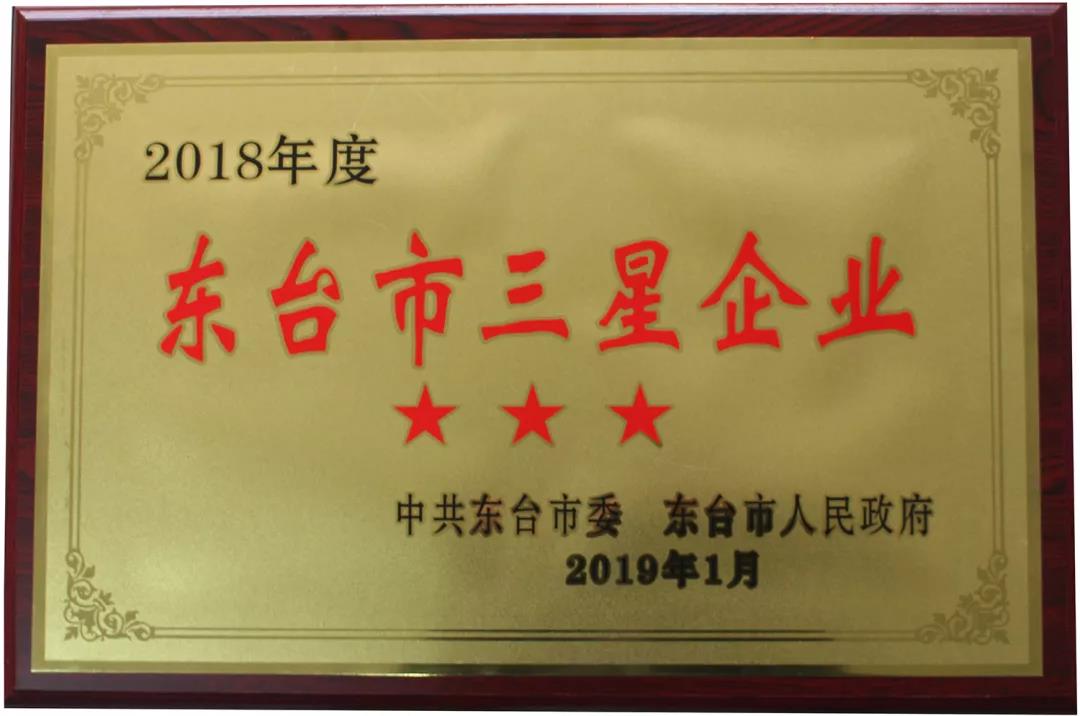 2018年度
东台市三星企业
★★★
中共东台市委 东台市人民政府
2019年1月